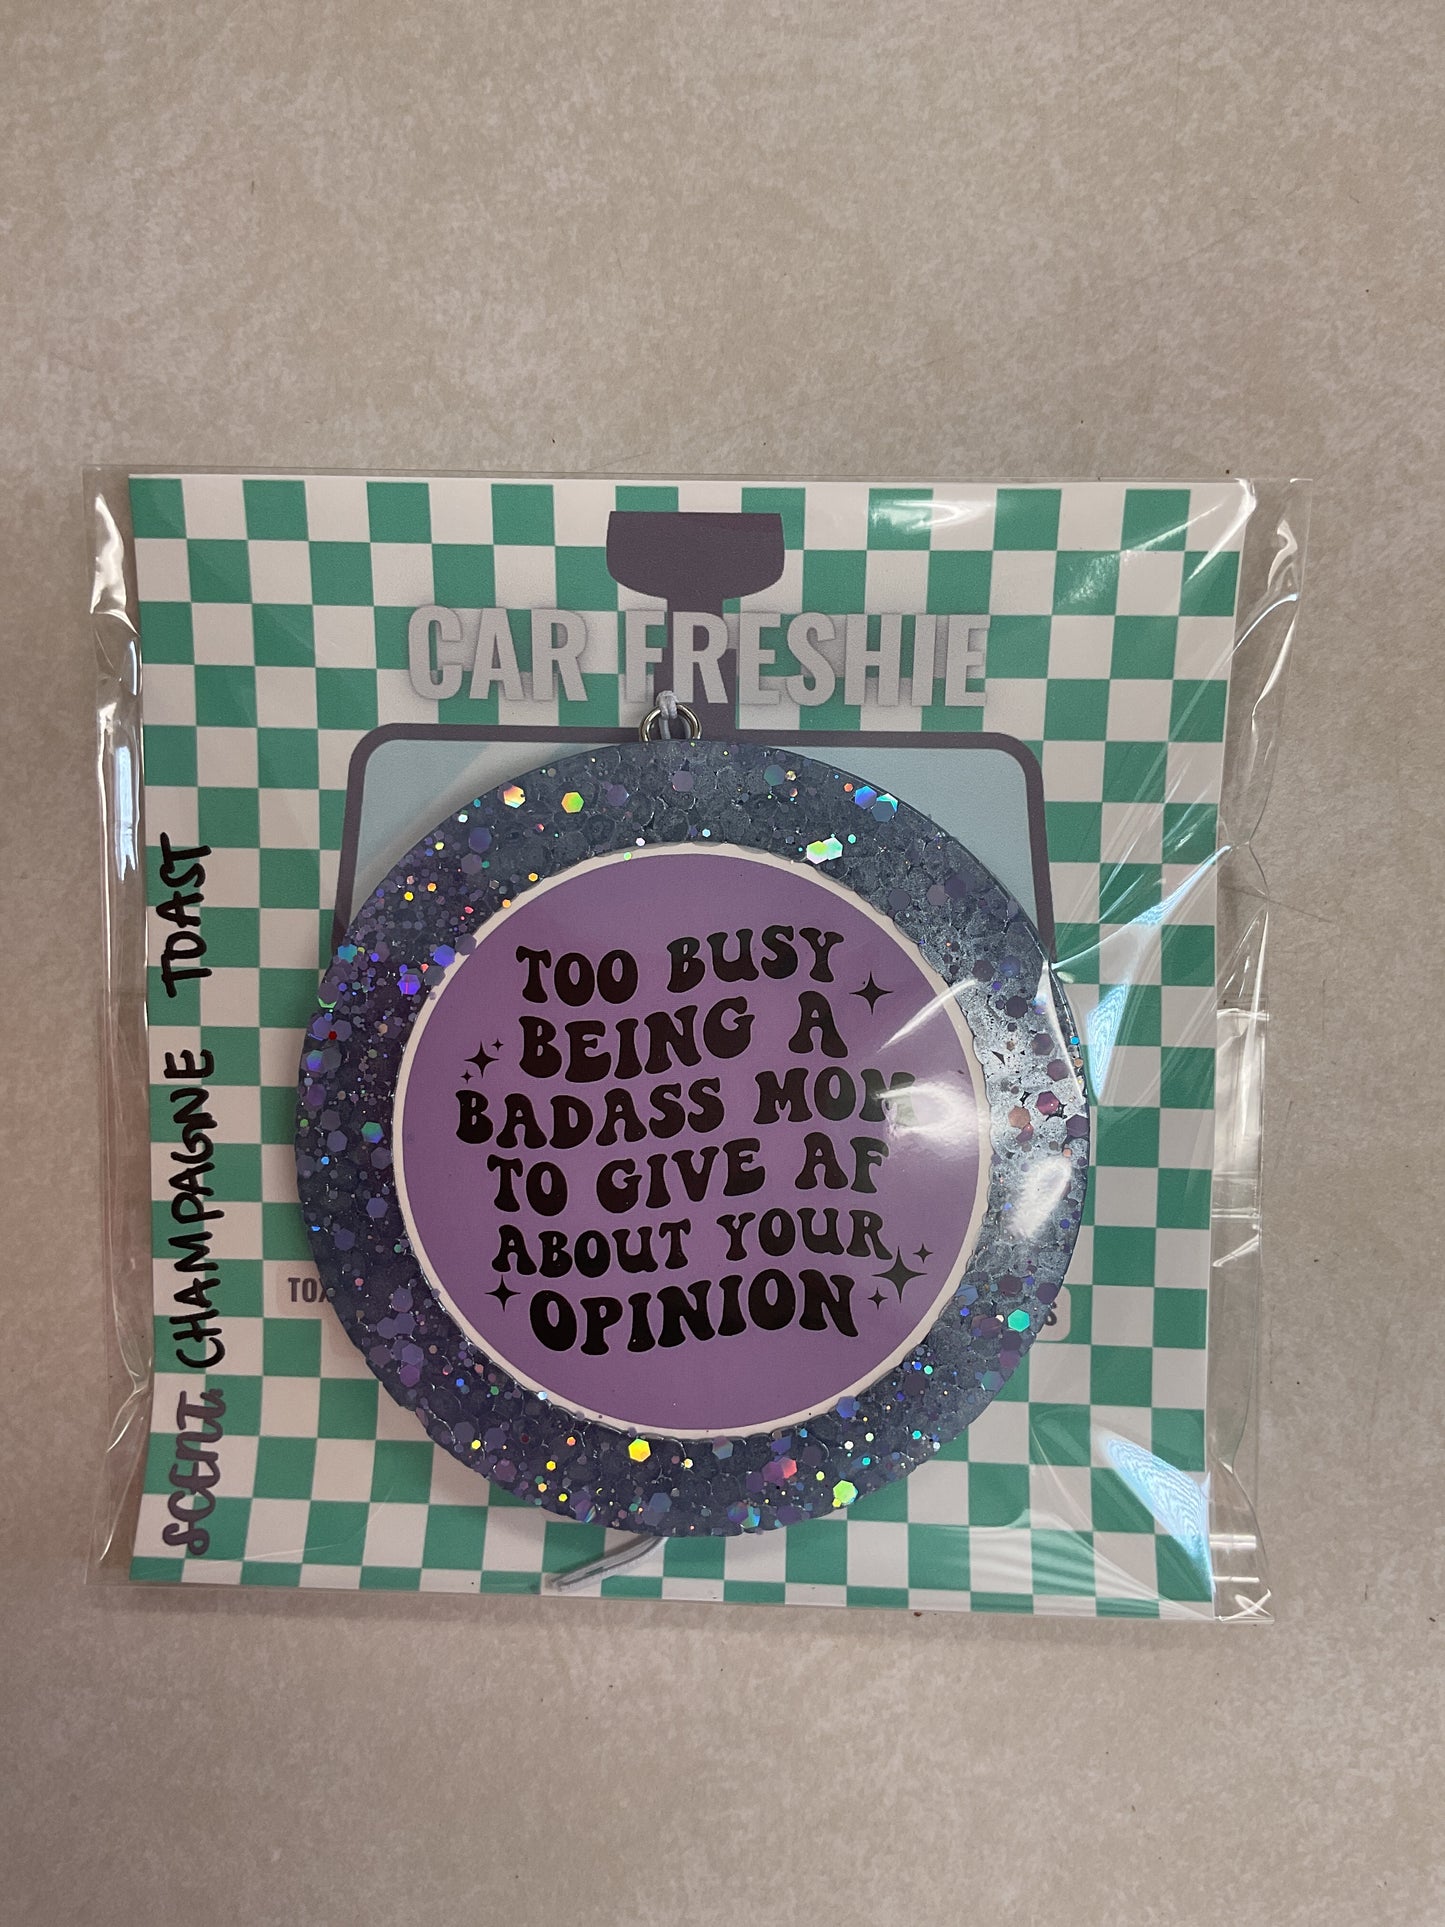 CAR FRESHIE
TOO BUSY
BEING A
BADASS MOM
TO GIVE AF
ABOUT YOUR
OPINION
SCENT: CHAMPAGNE TOAST